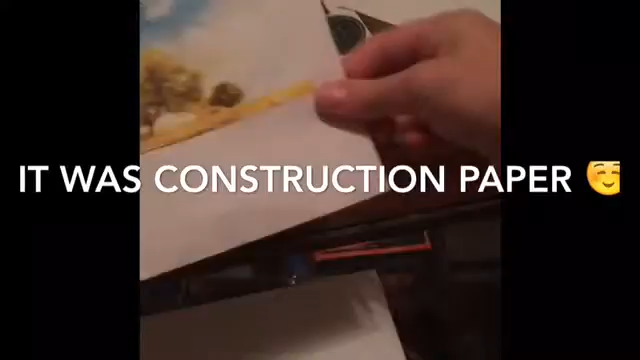 IT WAS CONSTRUCTION PAPER ☺️